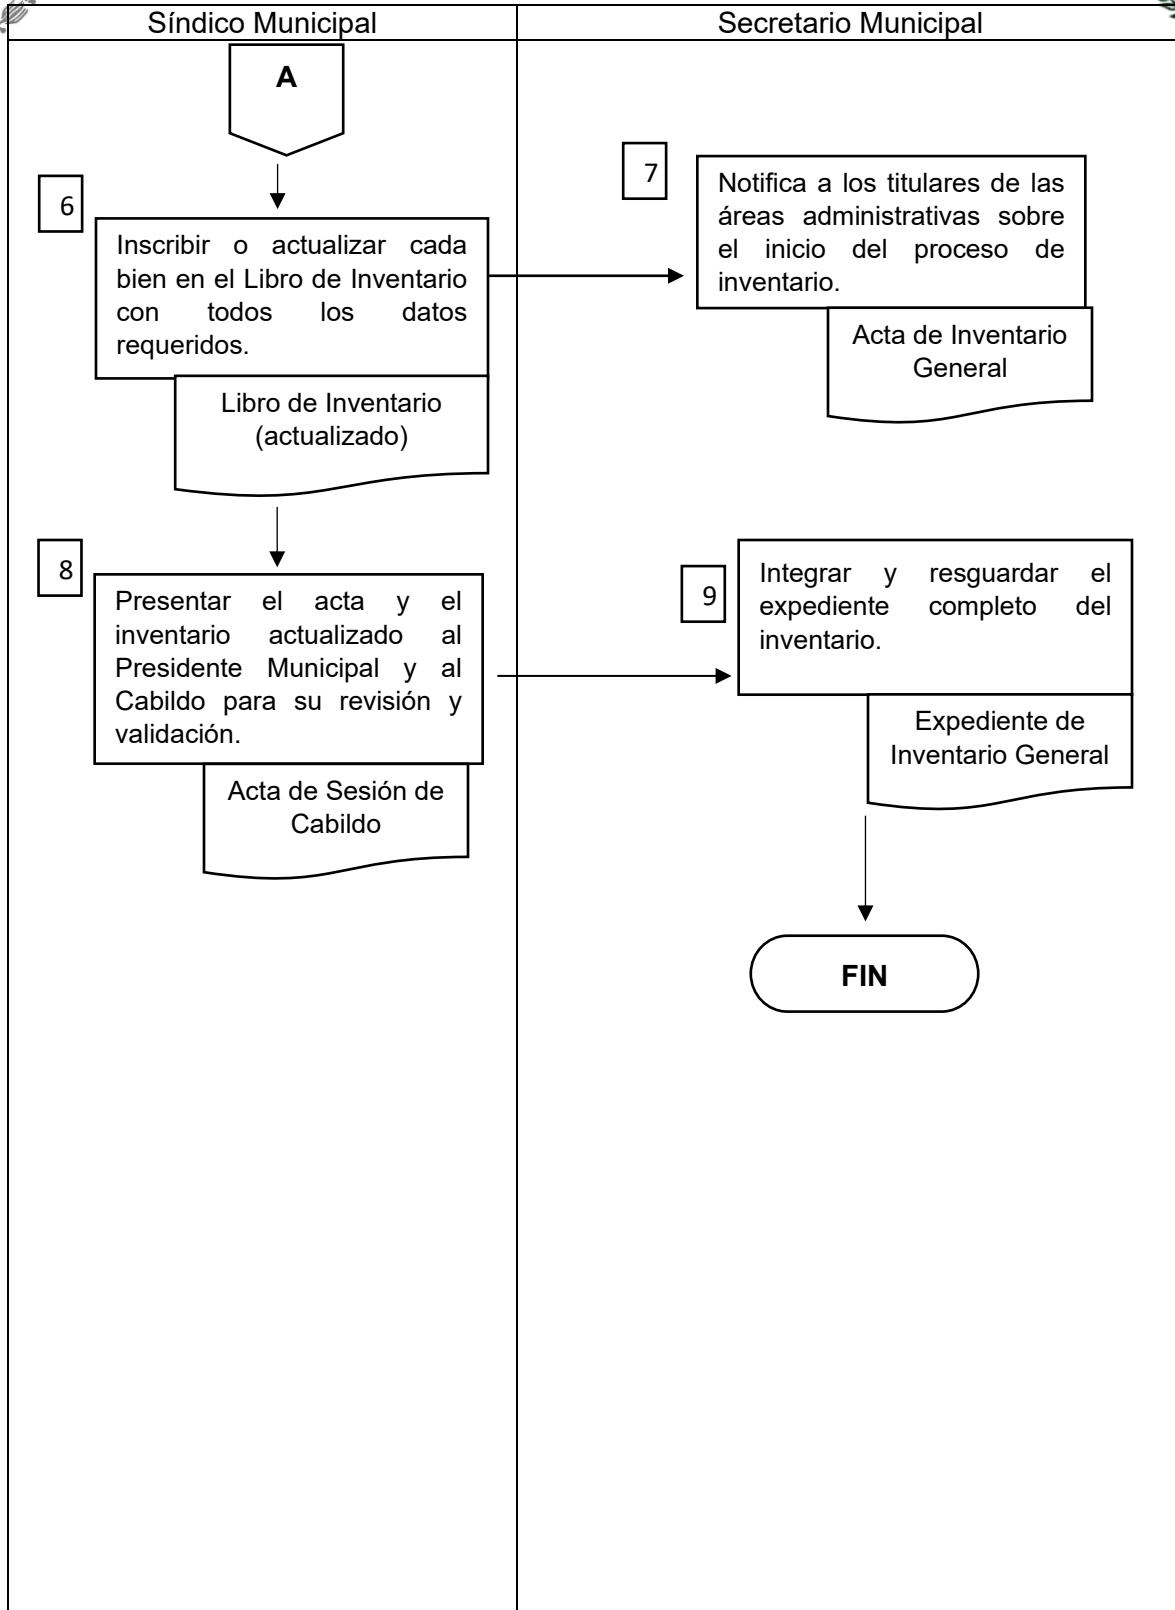 Síndico Municipal
Secretario Municipal
A
6
Inscribir o actualizar cada
bien en el Libro de Inventario
con todos los datos
requeridos.
Libro de Inventario
(actualizado)
7
Notifica a los titulares de las
áreas administrativas sobre
el inicio del proceso de
inventario.
Acta de Inventario
General
8
Presentar el acta y el
inventario actualizado al
Presidente Municipal y al
Cabildo para su revisión y
validación.
Acta de Sesión de
Cabildo
9
Integrar y resguardar el
expediente completo del
inventario.
Expediente de
Inventario General
FIN